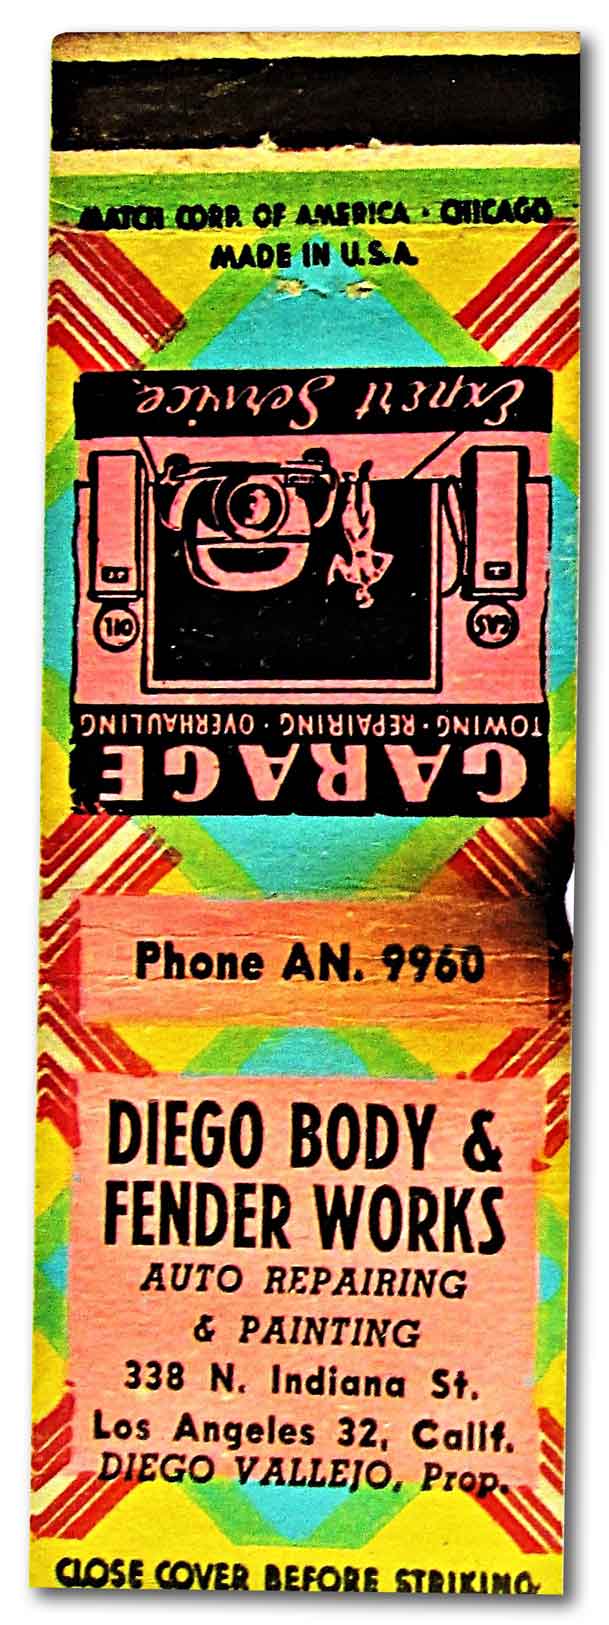 MATCH CORP. OF AMERICA · CHICAGO
MADE IN U.S.A.
GARAGE
TOWING · REPAIRING · OVERHAULING
GAS
OIL
Expert Service
Phone AN. 9960
DIEGO BODY &
FENDER WORKS
AUTO REPAIRING
& PAINTING
338 N. Indiana St.
Los Angeles 32, Calif.
DIEGO VALLEJO, Prop.
CLOSE COVER BEFORE STRIKING